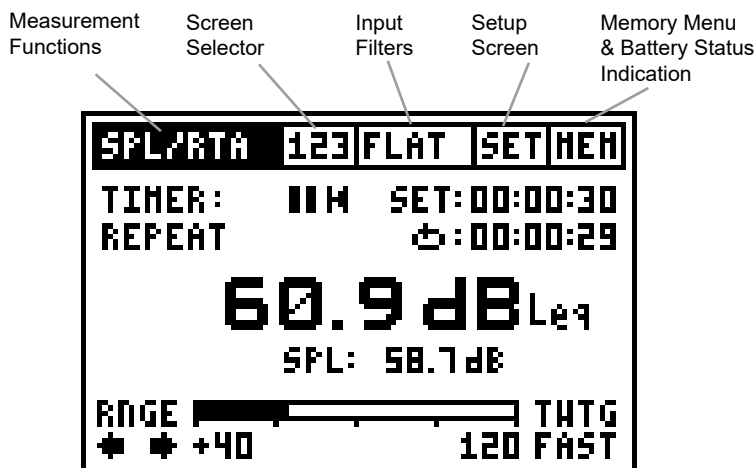 Measurement Functions
Screen Selector
Input Filters
Setup Screen
Memory Menu & Battery Status Indication
SPL/RTA 123 FLAT SET MEM
TIMER: SET:00:00:30
REPEAT :00:00:29
60.9 dB Leq
SPL: 58.7dB
RNGE TWTG
+40 120 FAST